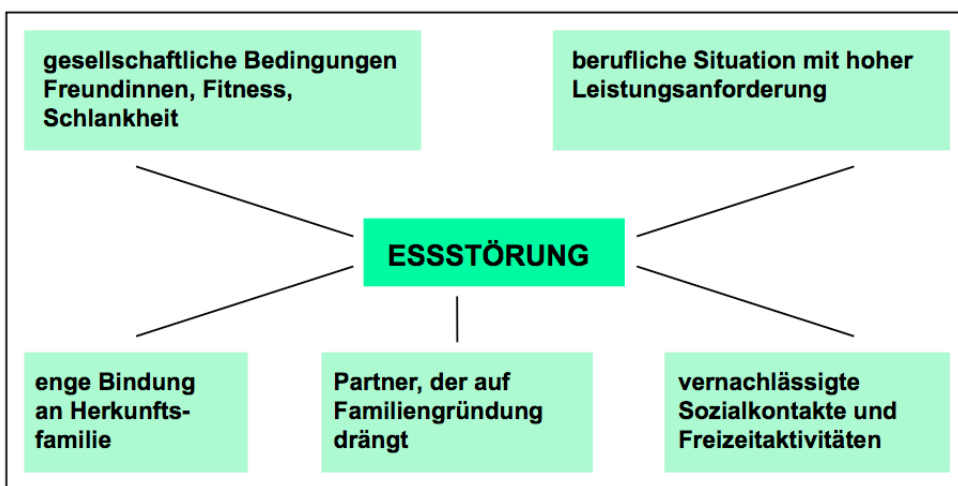 gesellschaftliche Bedingungen
Freundinnen, Fitness,
Schlankheit
berufliche Situation mit hoher
Leistungsanforderung
ESSSTÖRUNG
enge Bindung
an Herkunfts-
familie
Partner, der auf
Familiengründung
drängt
vernachlässigte
Sozialkontakte und
Freizeitaktivitäten